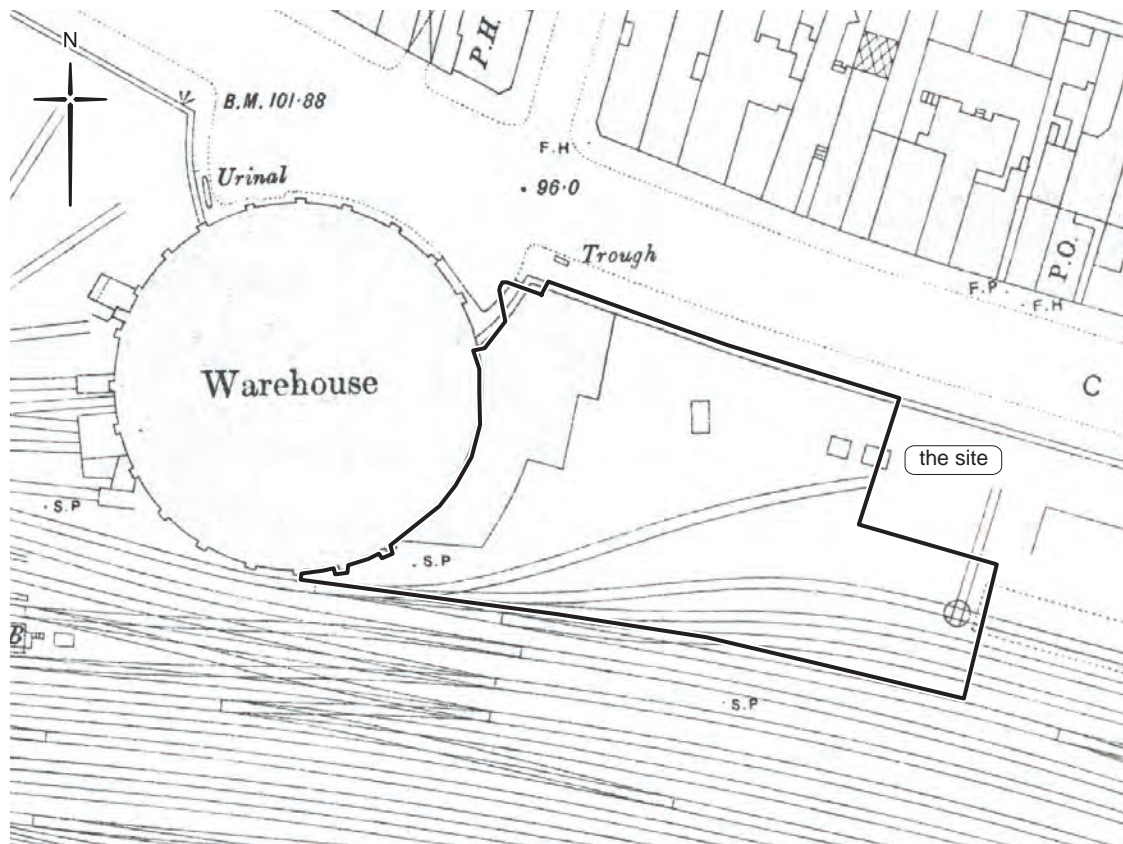 N
P.H.
B.M. 101·88
F.H
Urinal
96·0
Trough
P.O.
F.P
F.H
Warehouse
C
the site
S.P
S.P
B
S.P